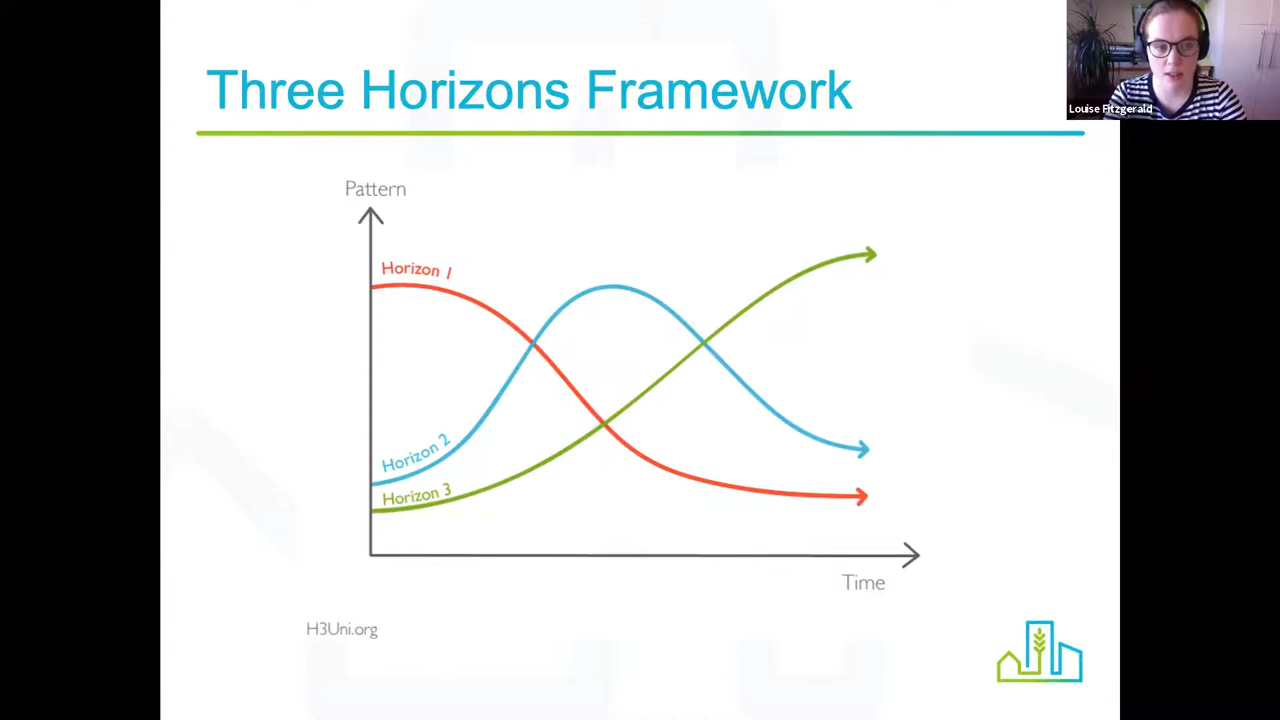 Three Horizons Framework
Louise Fitzgerald
Pattern
Horizon 1
Horizon 2
Horizon 3
Time
H3Uni.org